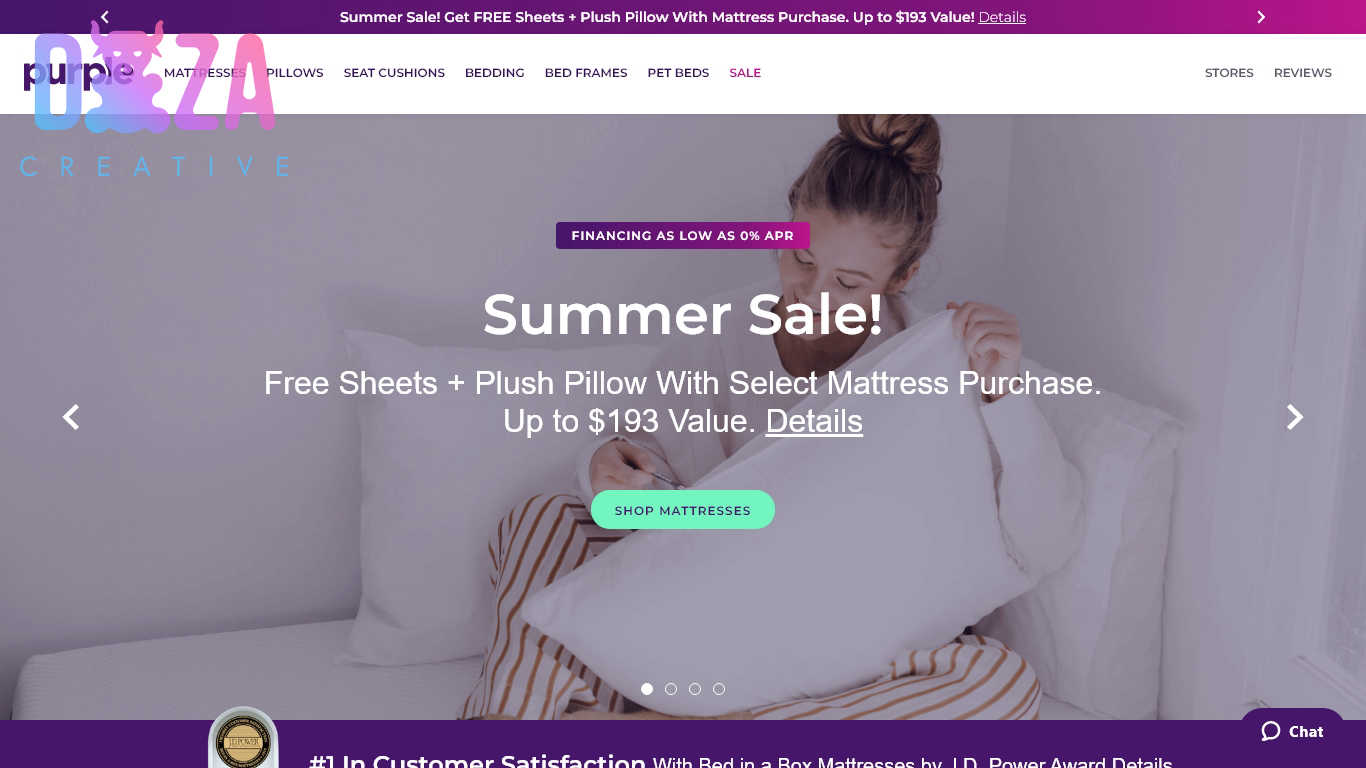 Summer Sale! Get FREE Sheets + Plush Pillow With Mattress Purchase. Up to $193 Value! Details
purple
MATTRESSES PILLOWS SEAT CUSHIONS BEDDING BED FRAMES PET BEDS SALE STORES REVIEWS
DOZA
CREATIVE
FINANCING AS LOW AS 0% APR
Summer Sale!
Free Sheets + Plush Pillow With Select Mattress Purchase.
Up to $193 Value. Details
SHOP MATTRESSES
J.D. POWER
Chat
#1 In Customer Satisfaction With Bed in a Box Mattresses by J.D. Power Award Details